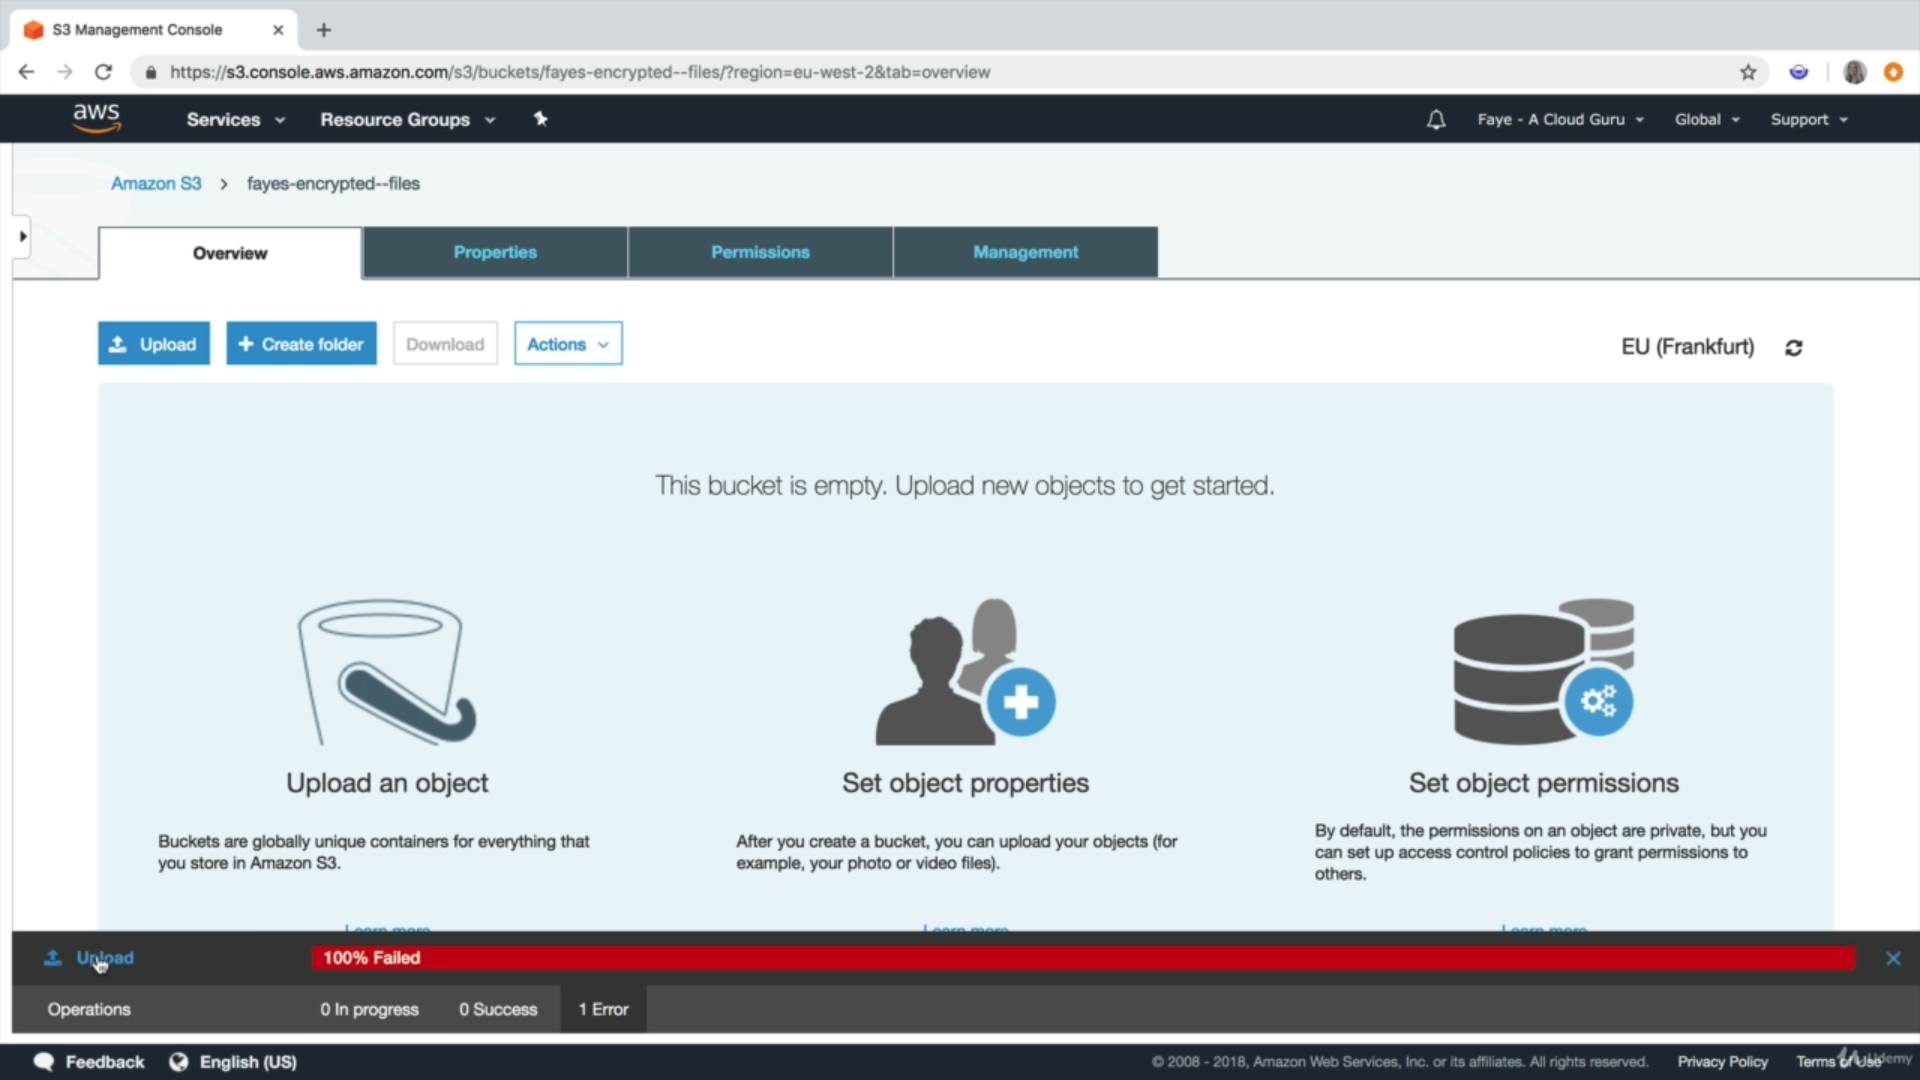 S3 Management Console
https://s3.console.aws.amazon.com/s3/buckets/fayes-encrypted--files/?region=eu-west-2&tab=overview
aws Services Resource Groups Faye - A Cloud Guru Global Support
Amazon S3 > fayes-encrypted--files
Overview Properties Permissions Management
Upload + Create folder Download Actions EU (Frankfurt)
This bucket is empty. Upload new objects to get started.
Upload an object
Buckets are globally unique containers for everything that
you store in Amazon S3.
Learn more
Set object properties
After you create a bucket, you can upload your objects (for
example, your photo or video files).
Learn more
Set object permissions
By default, the permissions on an object are private, but you
can set up access control policies to grant permissions to
others.
Learn more
Upload 100% Failed
Operations 0 In progress 0 Success 1 Error
Feedback English (US) © 2008 - 2018, Amazon Web Services, Inc. or its affiliates. All rights reserved. Privacy Policy Terms of Use
Udemy